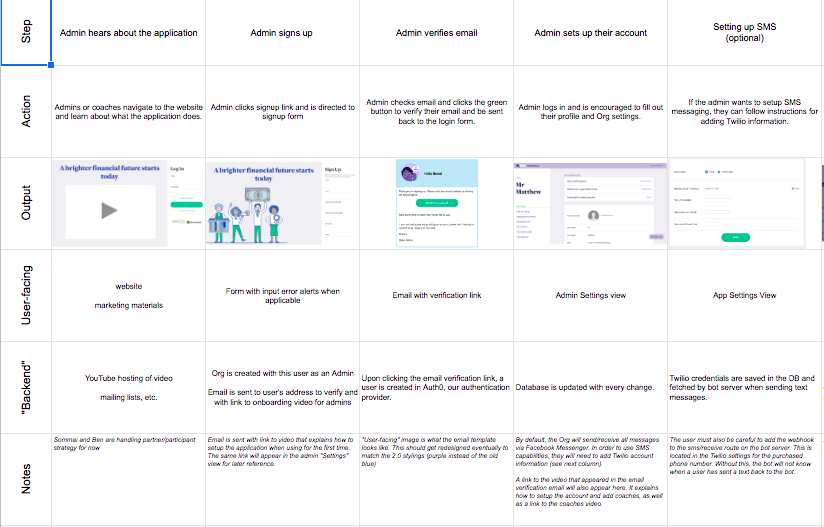 Step
Admin hears about the application
Admin signs up
Admin verifies email
Admin sets up their account
Setting up SMS
(optional)
Action
Admins or coaches navigate to the website
and learn about what the application does.
Admin clicks signup link and is directed to
signup form
Admin checks email and clicks the green
button to verify their email and be sent
back to the login form.
Admin logs in and is encouraged to fill out
their profile and Org settings.
If the admin wants to setup SMS
messaging, they can follow instructions for
adding Twilio information.
Output
A brighter financial future starts
today
Log In
A brighter financial future starts
today
Sign Up
Mr
Matthew
User-facing
website
marketing materials
Form with input error alerts when
applicable
Email with verification link
Admin Settings view
App Settings View
"Backend"
YouTube hosting of video
mailing lists, etc.
Org is created with this user as an Admin
Email is sent to user's address to verify and
with link to onboarding video for admins
Upon clicking the email verification link, a
user is created in Auth0, our authentication
provider.
Database is updated with every change.
Twilio credentials are saved in the DB and
fetched by bot server when sending text
messages.
Notes
Sommai and Ben are handling partner/participant
strategy for now
Email is sent with link to video that explains how to
setup the application when using for the first time.
The same link will appear in the admin "Settings"
view for later reference.
"User-facing" image is what the email template
looks like. This should get redesigned eventually to
match the 2.0 stylings (purple instead of the old
blue)
By default, the Org will send/receive all messages
via Facebook Messenger. In order to use SMS
capabilities, they will need to add Twilio account
information (see next column).
A link to the video that appeared in the email
verification email will also appear here. It explains
how to setup the account and add coaches, as well
as a link to the coaches video.
The user must also be careful to add the webhook
to the sms/receive route on the bot server. This is
located in the Twilio settings for the purchased
phone number. Without this, the bot will not know
when a user has sent a text back to the bot.